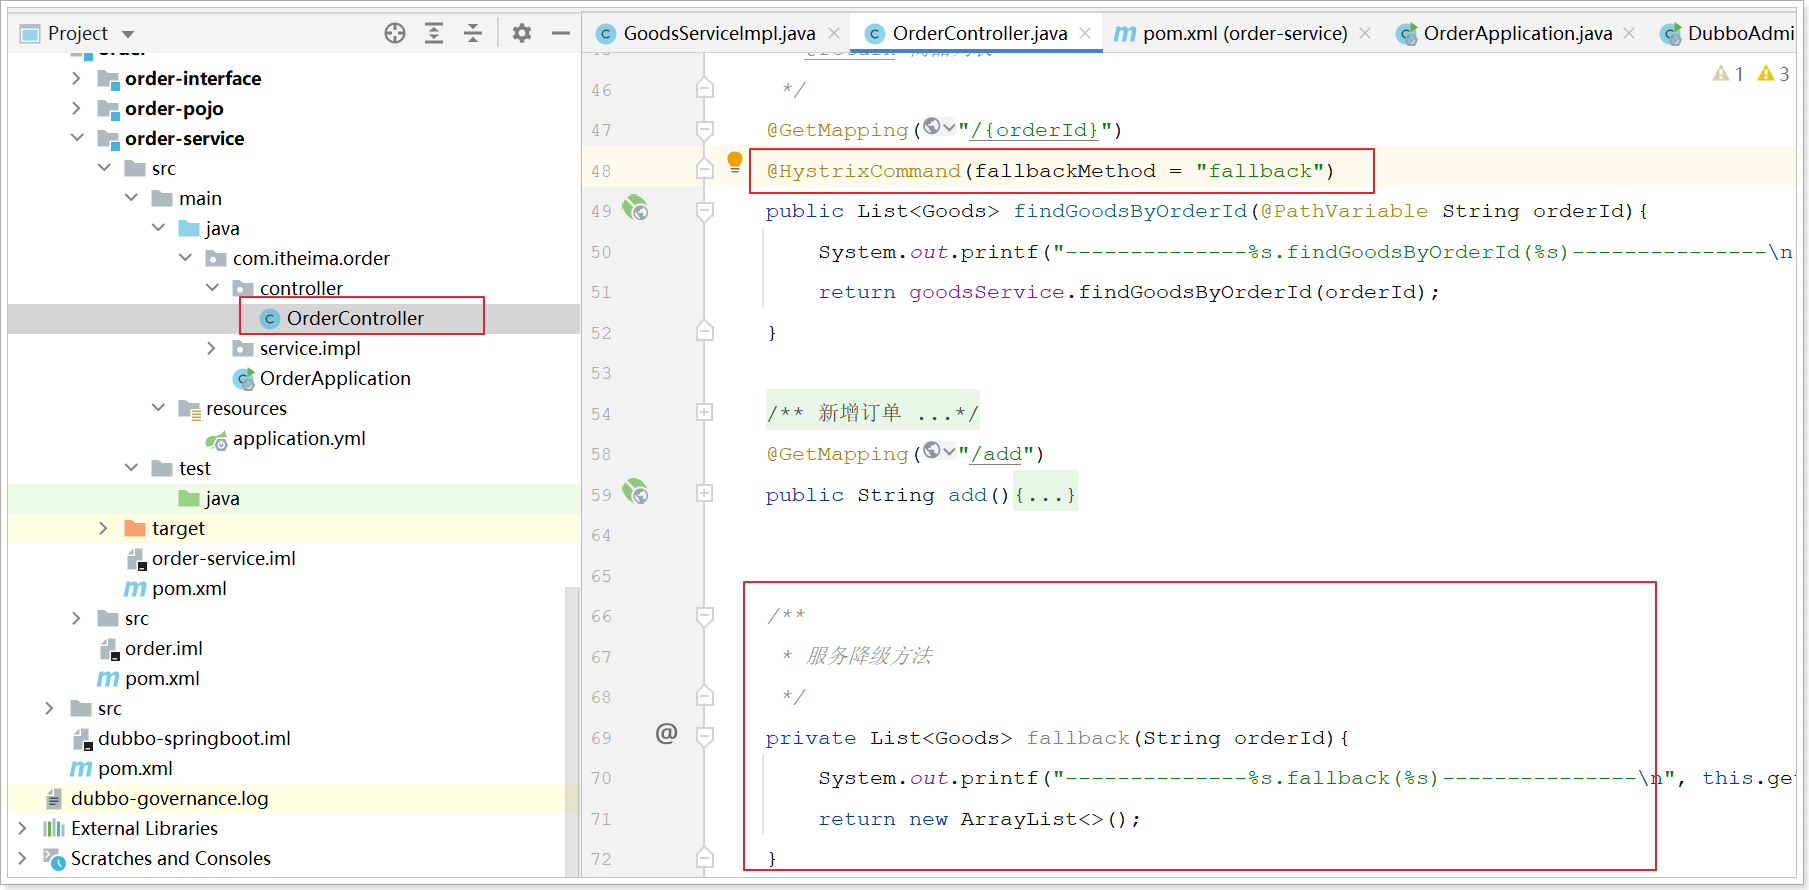 Project
order
order-interface
order-pojo
order-service
src
main
java
com.itheima.order
controller
OrderController
service.impl
OrderApplication
resources
application.yml
test
java
target
order-service.iml
pom.xml
src
order.iml
pom.xml
src
dubbo-springboot.iml
pom.xml
dubbo-governance.log
External Libraries
Scratches and Consoles
GoodsServiceImpl.java
OrderController.java
pom.xml (order-service)
OrderApplication.java
DubboAdmi
1 3
46 */
47 @GetMapping("/{orderId}")
48 @HystrixCommand(fallbackMethod = "fallback")
49 public List<Goods> findGoodsByOrderId(@PathVariable String orderId){
50 System.out.printf("--------------%s.findGoodsByOrderId(%s)---------------\n
51 return goodsService.findGoodsByOrderId(orderId);
52 }
53
54 /** 新增订单 ...*/
58 @GetMapping("/add")
59 public String add(){...}
64
65
66 /**
67 * 服务降级方法
68 */
69 @ private List<Goods> fallback(String orderId){
70 System.out.printf("--------------%s.fallback(%s)---------------\n", this.ge
71 return new ArrayList<>();
72 }